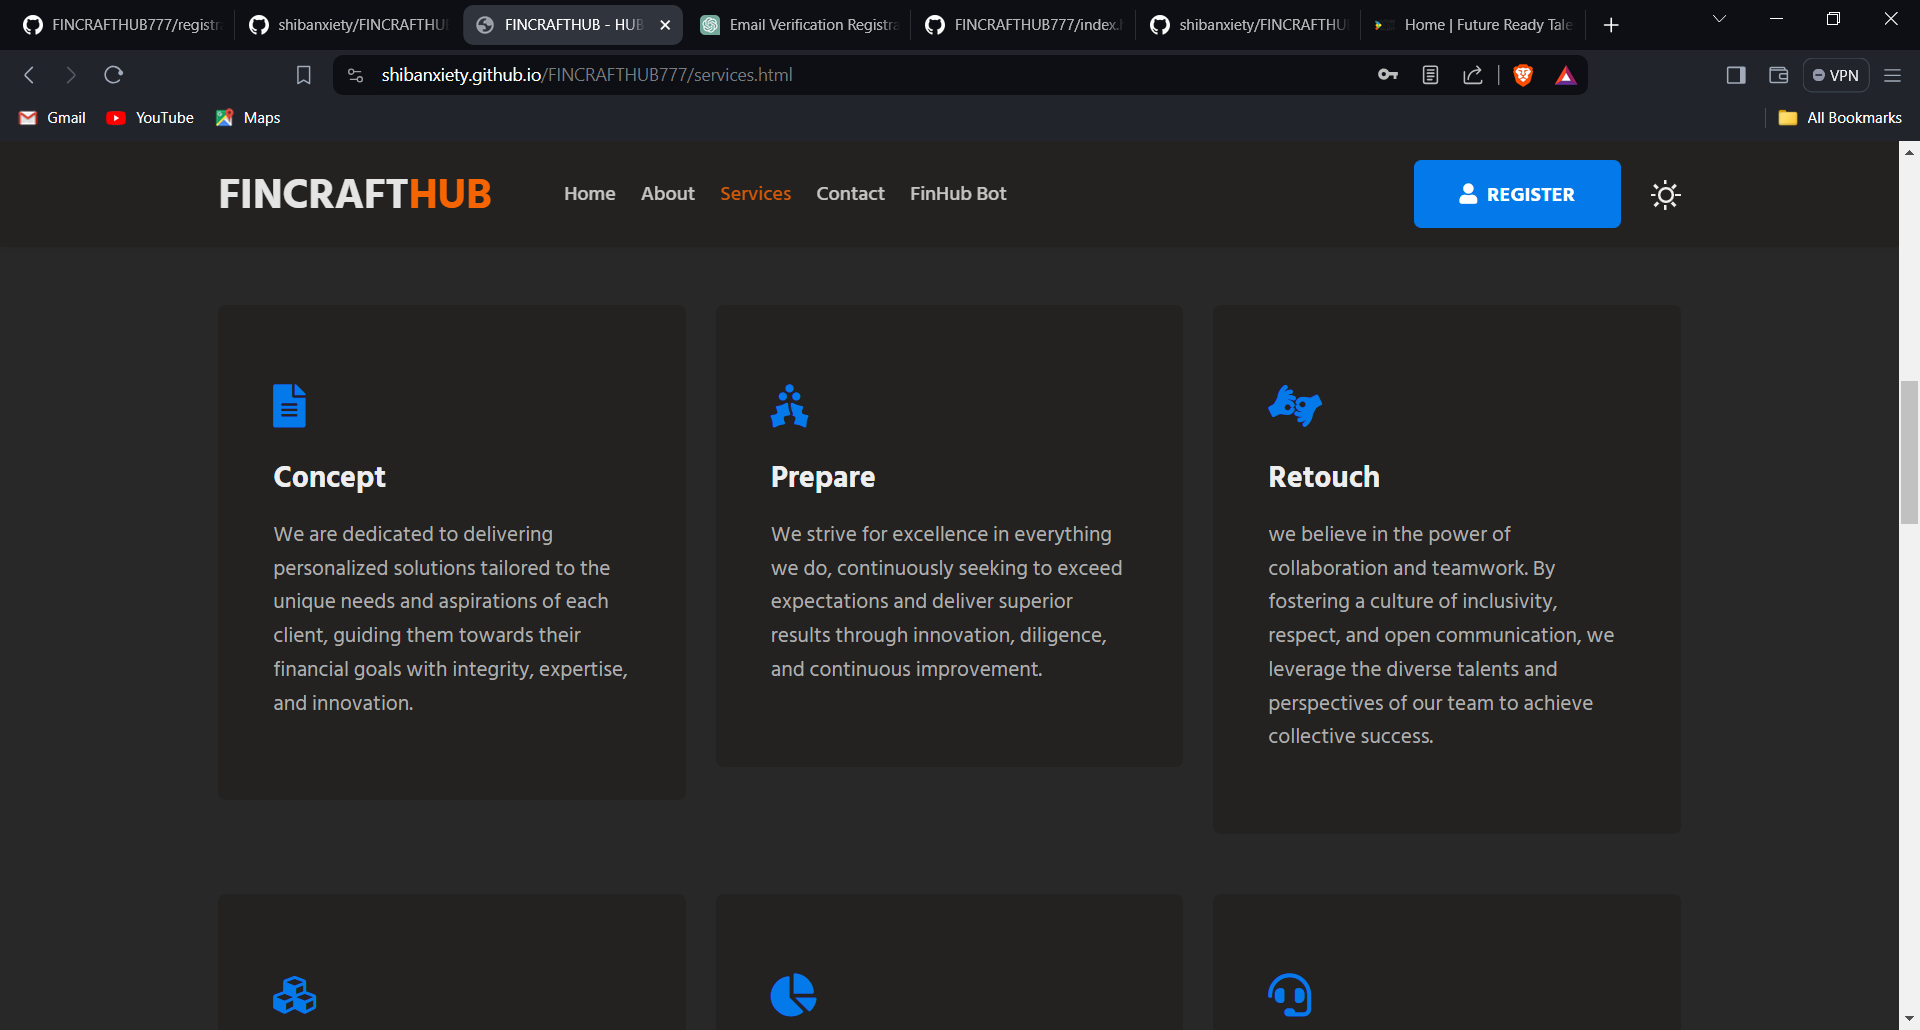 FINCRAFTHUB777/registr
shibanxiety/FINCRAFTHU
FINCRAFTHUB - HUB
Email Verification Registra
FINCRAFTHUB777/index.h
shibanxiety/FINCRAFTHU
Home | Future Ready Tale
shibanxiety.github.io/FINCRAFTHUB777/services.html
VPN
Gmail
YouTube
Maps
All Bookmarks
FINCRAFTHUB
Home
About
Services
Contact
FinHub Bot
REGISTER
Concept
We are dedicated to delivering
personalized solutions tailored to the
unique needs and aspirations of each
client, guiding them towards their
financial goals with integrity, expertise,
and innovation.
Prepare
We strive for excellence in everything
we do, continuously seeking to exceed
expectations and deliver superior
results through innovation, diligence,
and continuous improvement.
Retouch
we believe in the power of
collaboration and teamwork. By
fostering a culture of inclusivity,
respect, and open communication, we
leverage the diverse talents and
perspectives of our team to achieve
collective success.